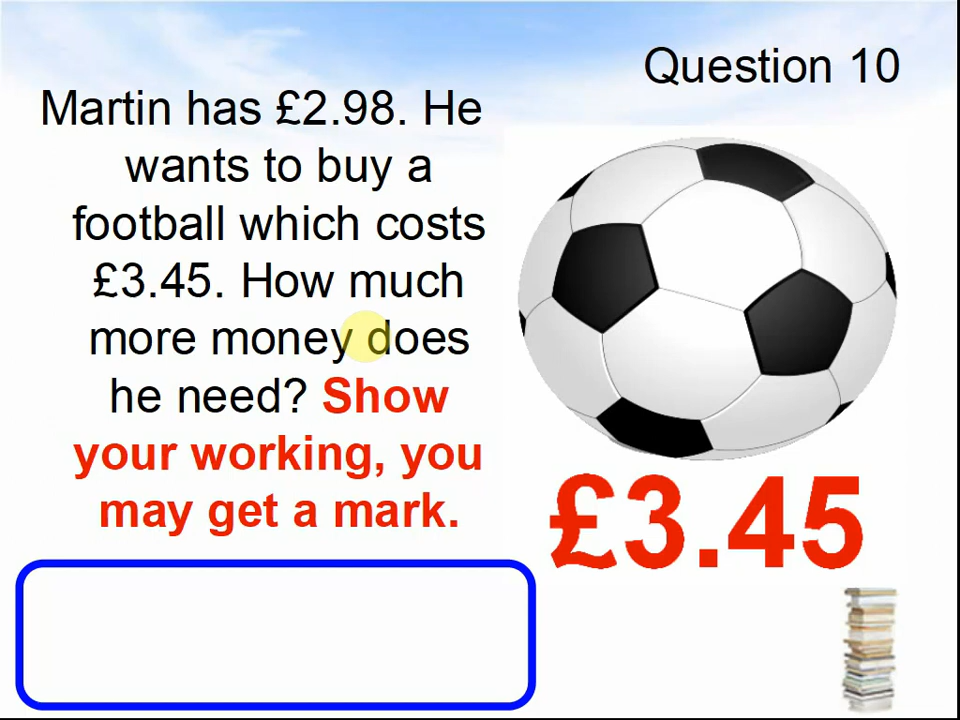 Question 10
Martin has £2.98. He
wants to buy a
football which costs
£3.45. How much
more money does
he need? Show
your working, you
may get a mark.
£3.45